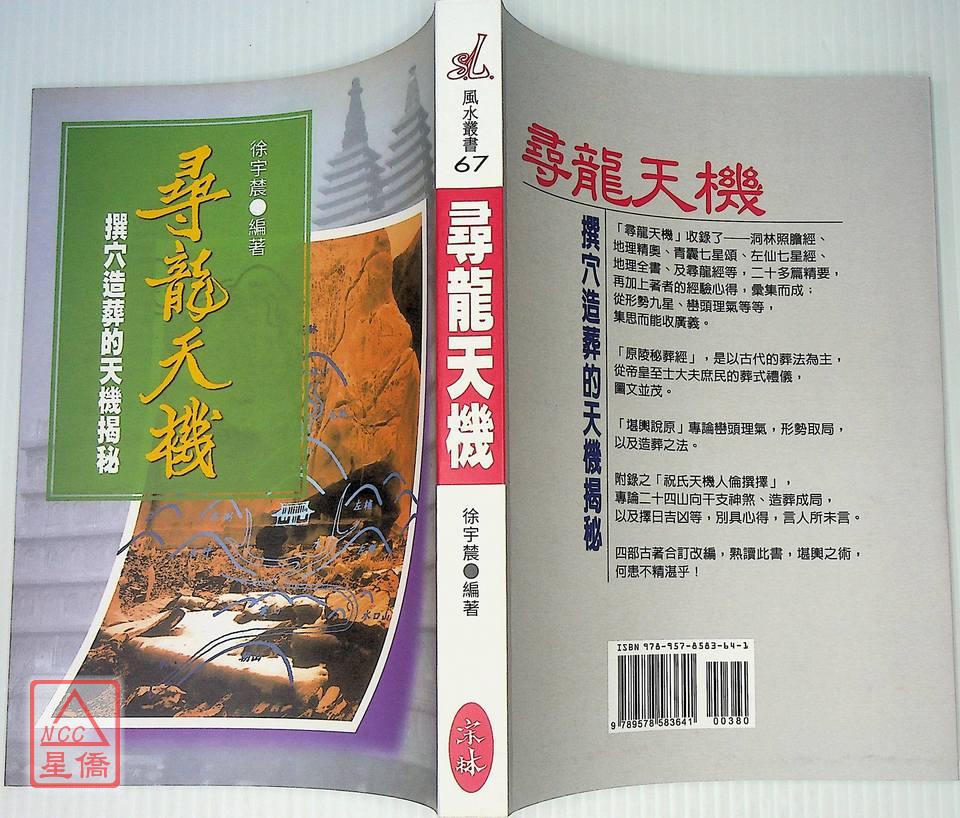 徐宇辳●編著
尋龍天機
撰穴造葬的天機揭秘
左補
水口山
NCC
星僑
S.L.
風水叢書
67
尋龍天機
徐宇辳●編著
宋林
尋龍天機
撰穴造葬的天機揭秘
「尋龍天機」收錄了——洞林照膽經、
地理精奧、青囊七星頌、左仙七星經、
地理全書、及尋龍經等，二十多篇精要，
再加上著者的經驗心得，彙集而成；
從形勢九星、巒頭理氣等等，
集思而能收廣義。
「原陵秘葬經」，是以古代的葬法為主，
從帝皇至士大夫庶民的葬式禮儀，
圖文並茂。
「堪輿說原」專論巒頭理氣，形勢取局，
以及造葬之法。
附錄之「祝氏天機人倫撰擇」，
專論二十四山向干支神煞、造葬成局，
以及擇日吉凶等，別具心得，言人所未言。
四部古著合訂改編，熟讀此書，堪輿之術，
何患不精湛乎！
ISBN 978-957-8583-64-1
9 789578 583641
00380